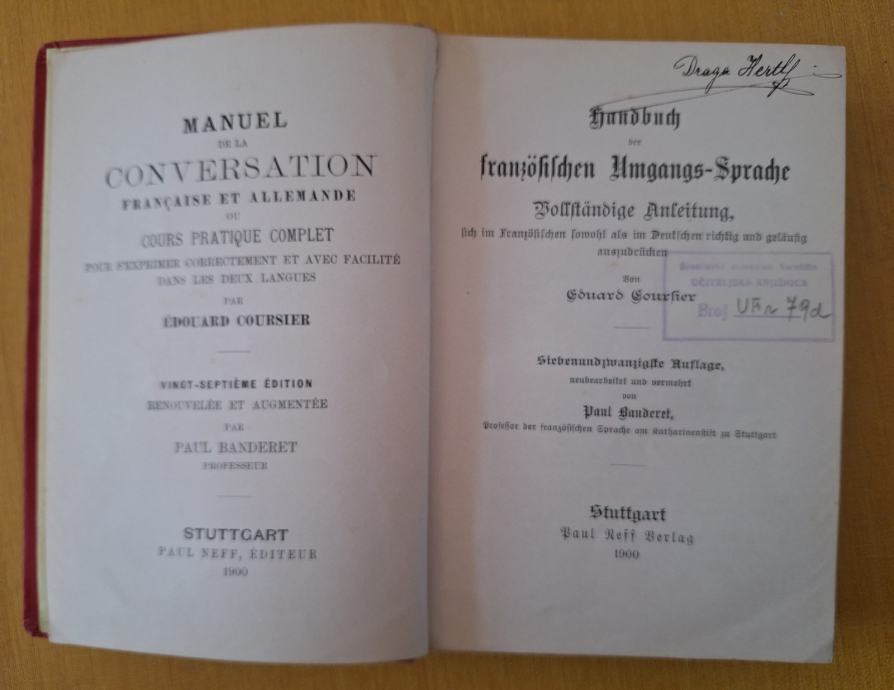 MANUEL
DE LA
CONVERSATION
FRANÇAISE ET ALLEMANDE
OU
COURS PRATIQUE COMPLET
POUR S'EXPRIMER CORRECTEMENT ET AVEC FACILITÉ
DANS LES DEUX LANGUES
PAR
ÉDOUARD COURSIER
VINGT-SEPTIÈME ÉDITION
RENOUVELÉE ET AUGMENTÉE
PAR
PAUL BANDERET
PROFESSEUR
STUTTGART
PAUL NEFF, ÉDITEUR
1900
Draga Hertl
Handbuch
der
französischen Umgangs-Sprache
Vollständige Anleitung,
sich im Französischen sowohl als im Deutschen richtig und geläufig
auszudrücken
Von
Eduard Coursier
UČITELJSKA KNJIŽNICA
Broj
79d
Siebenundzwanzigste Auflage,
neubearbeitet und vermehrt
von
Paul Banderet,
Professor der französischen Sprache am Katharinenstift zu Stuttgart
Stuttgart
Paul Neff Verlag
1900